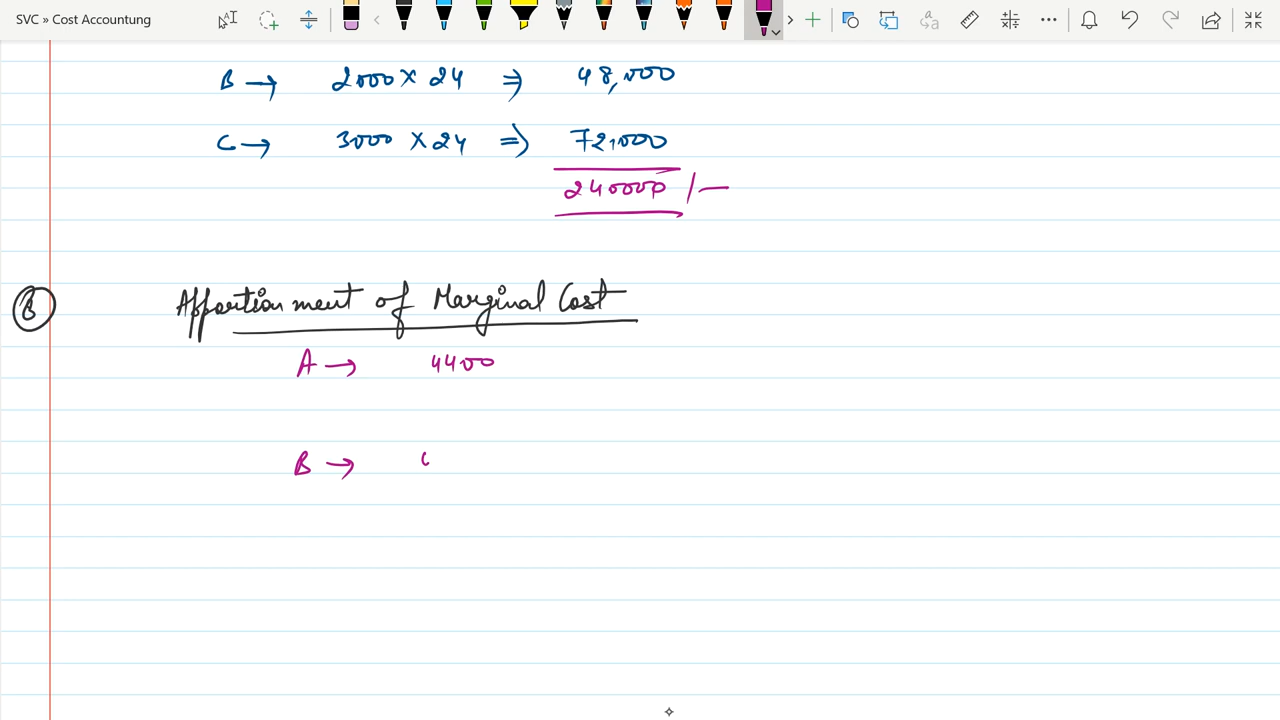 SVC » Cost Accountung
B → 2000 × 24 ⇒ 48,000
C → 3000 × 24 ⇒ 72,000
240000 /—
B Apportionment of Marginal Cost
A → 4400
B →